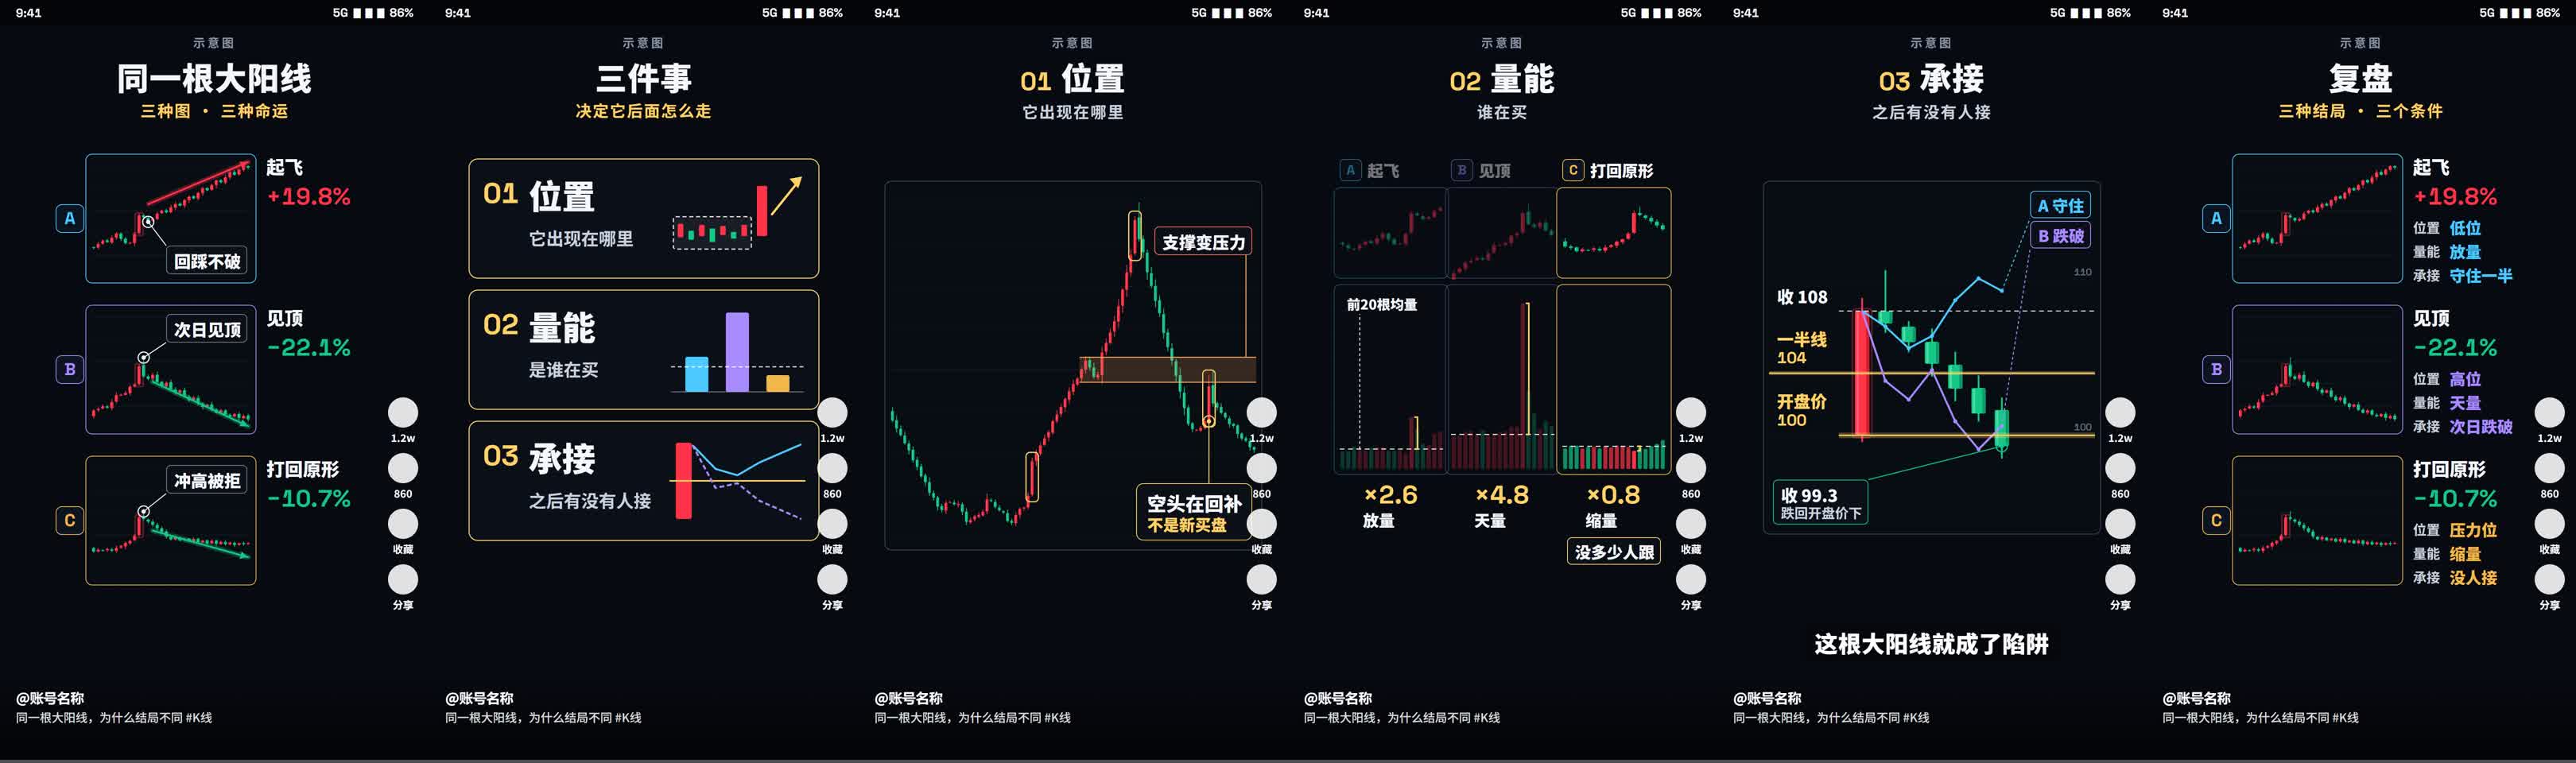 9:41
5G 86%
示意图
同一根大阳线
三种图 · 三种命运
A
回踩不破
起飞
+19.8%
B
次日见顶
见顶
-22.1%
C
冲高被拒
打回原形
-10.7%
1.2w
860
收藏
分享
@账号名称
同一根大阳线，为什么结局不同 #K线
9:41
5G 86%
示意图
三件事
决定它后面怎么走
01 位置
它出现在哪里
02 量能
是谁在买
03 承接
之后有没有人接
1.2w
860
收藏
分享
@账号名称
同一根大阳线，为什么结局不同 #K线
9:41
5G 86%
示意图
01 位置
它出现在哪里
支撑变压力
空头在回补
不是新买盘
1.2w
860
收藏
分享
@账号名称
同一根大阳线，为什么结局不同 #K线
9:41
5G 86%
示意图
02 量能
谁在买
A 起飞
B 见顶
C 打回原形
前20根均量
×2.6
放量
×4.8
天量
×0.8
缩量
没多少人跟
1.2w
860
收藏
分享
@账号名称
同一根大阳线，为什么结局不同 #K线
9:41
5G 86%
示意图
03 承接
之后有没有人接
A 守住
B 跌破
110
收 108
一半线
104
开盘价
100
100
收 99.3
跌回开盘价下
1.2w
860
收藏
分享
这根大阳线就成了陷阱
@账号名称
同一根大阳线，为什么结局不同 #K线
9:41
5G 86%
示意图
复盘
三种结局 · 三个条件
A
起飞
+19.8%
位置 低位
量能 放量
承接 守住一半
B
见顶
-22.1%
位置 高位
量能 天量
承接 次日跌破
C
打回原形
-10.7%
位置 压力位
量能 缩量
承接 没人接
1.2w
860
收藏
分享
@账号名称
同一根大阳线，为什么结局不同 #K线